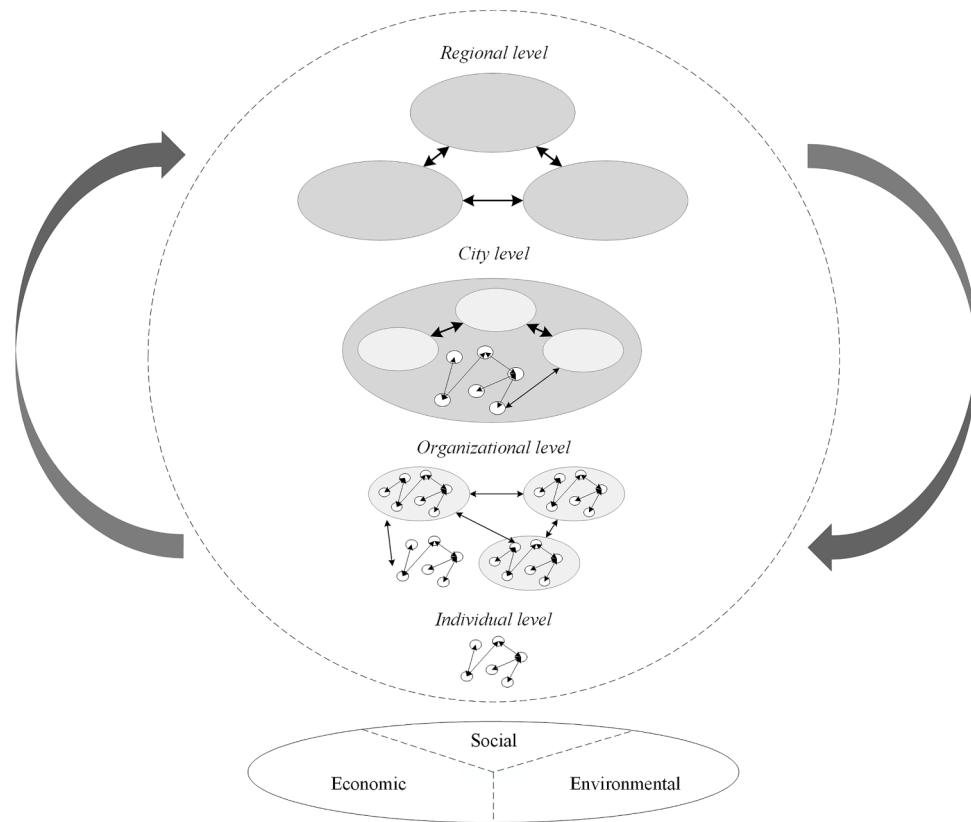 Regional level
City level
Organizational level
Individual level
Social
Economic
Environmental